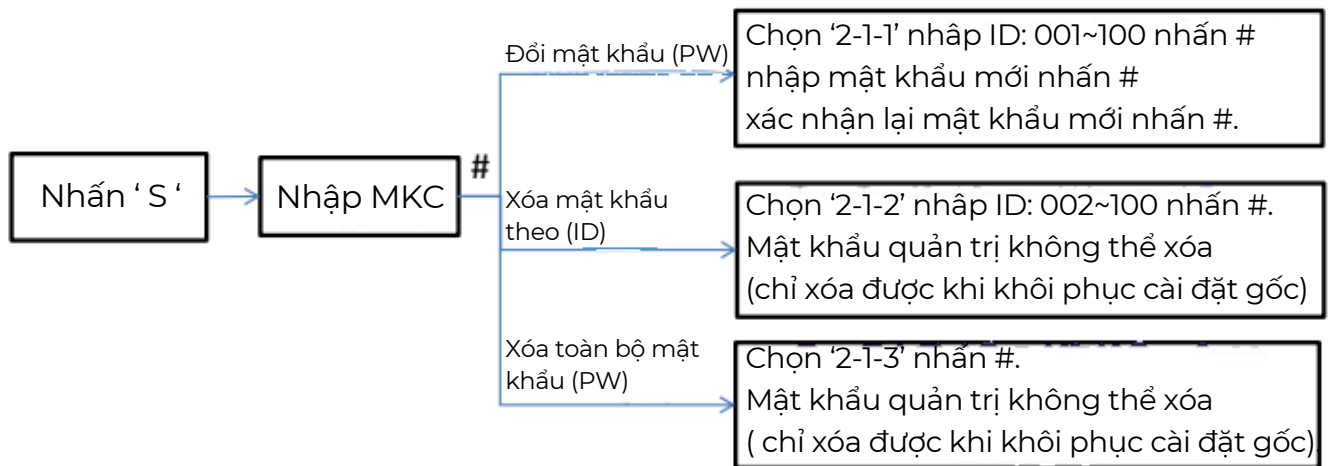 Nhấn ‘ S ‘
Nhập MKC
#
Đổi mật khẩu (PW)
Chọn ‘2-1-1’ nhâp ID: 001~100 nhấn #
nhập mật khẩu mới nhấn #
xác nhận lại mật khẩu mới nhấn #.
Xóa mật khẩu
theo (ID)
Chọn ‘2-1-2’ nhâp ID: 002~100 nhấn #.
Mật khẩu quản trị không thể xóa
(chỉ xóa được khi khôi phục cài đặt gốc)
Xóa toàn bộ mật
khẩu (PW)
Chọn ‘2-1-3’ nhấn #.
Mật khẩu quản trị không thể xóa
( chỉ xóa được khi khôi phục cài đặt gốc).